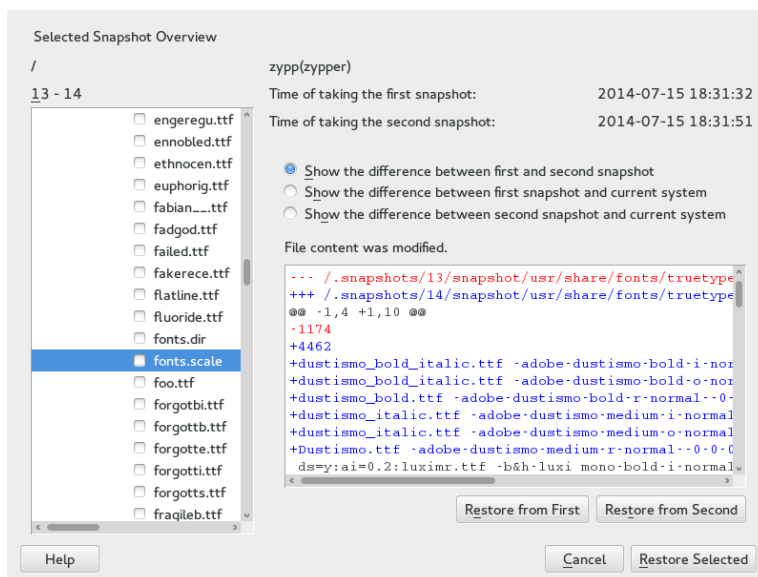 Selected Snapshot Overview
/
13 - 14
engeregu.ttf
ennobled.ttf
ethnocen.ttf
euphorig.ttf
fabian__.ttf
fadgod.ttf
failed.ttf
fakerece.ttf
flatline.ttf
fluoride.ttf
fonts.dir
fonts.scale
foo.ttf
forgotbi.ttf
forgottb.ttf
forgotte.ttf
forgotti.ttf
forgotts.ttf
fragileb.ttf
zypp(zypper)
Time of taking the first snapshot: 2014-07-15 18:31:32
Time of taking the second snapshot: 2014-07-15 18:31:51
Show the difference between first and second snapshot
Show the difference between first snapshot and current system
Show the difference between second snapshot and current system
File content was modified.
--- /.snapshots/13/snapshot/usr/share/fonts/truetype
+++ /.snapshots/14/snapshot/usr/share/fonts/truetype
@@ -1,4 +1,10 @@
-1174
+4462
+dustismo_bold_italic.ttf -adobe-dustismo-bold-i-nor
+dustismo_bold_italic.ttf -adobe-dustismo-bold-o-nor
+dustismo_bold.ttf -adobe-dustismo-bold-r-normal--0-
+dustismo_italic.ttf -adobe-dustismo-medium-i-normal
+dustismo_italic.ttf -adobe-dustismo-medium-o-normal
+Dustismo.ttf -adobe-dustismo-medium-r-normal--0-0-0
ds=y:ai=0.2:luximr.ttf -b&h-luxi mono-bold-i-normal
Restore from First
Restore from Second
Help
Cancel
Restore Selected